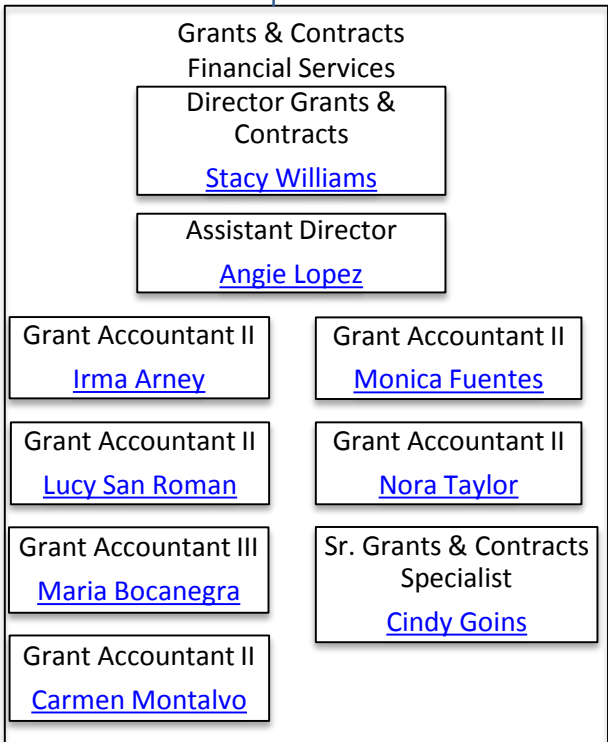 Grants & Contracts
Financial Services
Director Grants &
Contracts
Stacy Williams
Assistant Director
Angie Lopez
Grant Accountant II
Irma Arney
Grant Accountant II
Monica Fuentes
Grant Accountant II
Lucy San Roman
Grant Accountant II
Nora Taylor
Grant Accountant III
Maria Bocanegra
Sr. Grants & Contracts
Specialist
Cindy Goins
Grant Accountant II
Carmen Montalvo